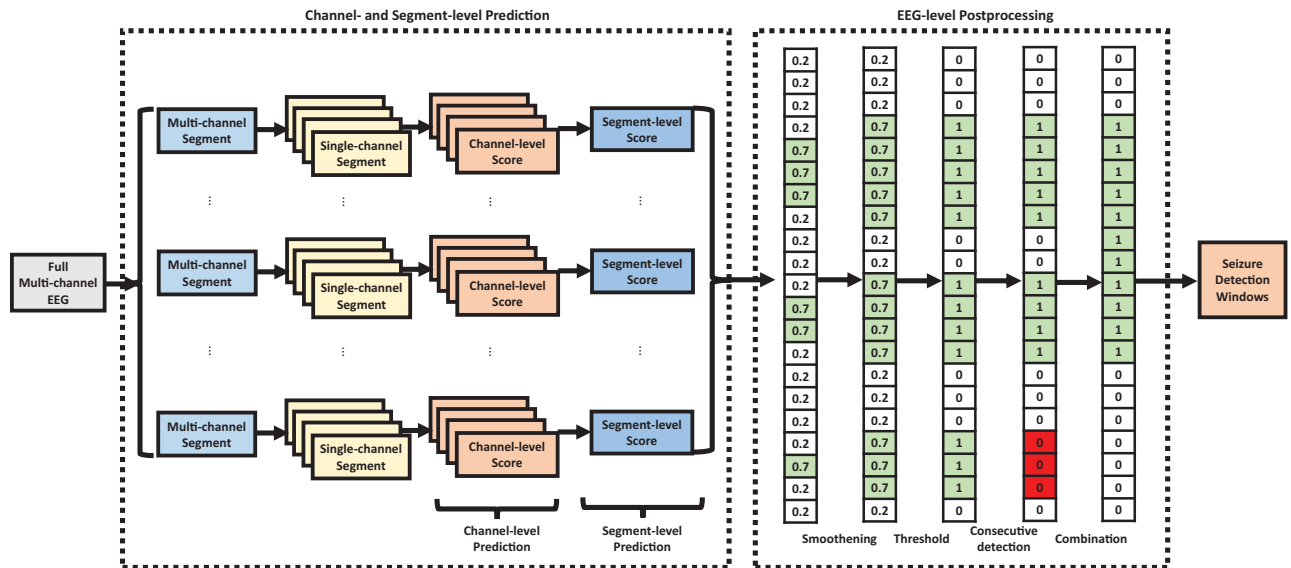 Channel- and Segment-level Prediction
Full
Multi-channel
EEG
Multi-channel
Segment
Single-channel
Segment
Channel-level
Score
Segment-level
Score
...
...
...
...
Multi-channel
Segment
Single-channel
Segment
Channel-level
Score
Segment-level
Score
...
...
...
...
Multi-channel
Segment
Single-channel
Segment
Channel-level
Score
Segment-level
Score
Channel-level
Prediction
Segment-level
Prediction
EEG-level Postprocessing
0.2 0.2 0 0 0
0.2 0.2 0 0 0
0.2 0.2 0 0 0
0.2 0.7 1 1 1
0.7 0.7 1 1 1
0.7 0.7 1 1 1
0.7 0.7 1 1 1
0.2 0.7 1 1 1
0.2 0.2 0 0 1
0.2 0.2 0 0 1
0.2 0.7 1 1 1
0.7 0.7 1 1 1
0.7 0.7 1 1 1
0.2 0.7 1 1 1
0.2 0.2 0 0 0
0.2 0.2 0 0 0
0.2 0.2 0 0 0
0.2 0.7 1 0 0
0.7 0.7 1 0 0
0.2 0.7 1 0 0
0.2 0.2 0 0 0
Smoothening
Threshold
Consecutive
detection
Combination
Seizure
Detection
Windows